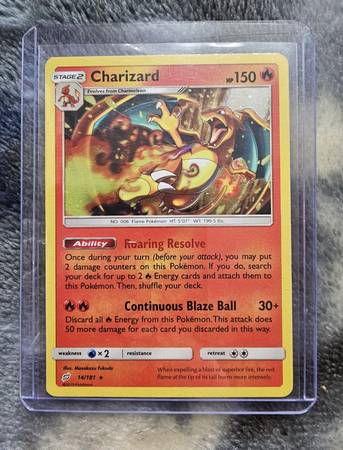 STAGE 2 Charizard HP150
Evolves from Charmeleon
NO. 006 Flame Pokémon HT: 5'07" WT: 199.5 lbs.
Ability Roaring Resolve
Once during your turn (before your attack), you may put
2 damage counters on this Pokémon. If you do, search
your deck for up to 2 Energy cards and attach them to
this Pokémon. Then, shuffle your deck.
Continuous Blaze Ball 30+
Discard all Energy from this Pokémon. This attack does
50 more damage for each card you discarded in this way.
weakness ×2 resistance retreat
Illus. Masakazu Fukuda
14/181 ★
When expelling a blast of superhot fire, the red
flame at the tip of its tail burns more intensely.